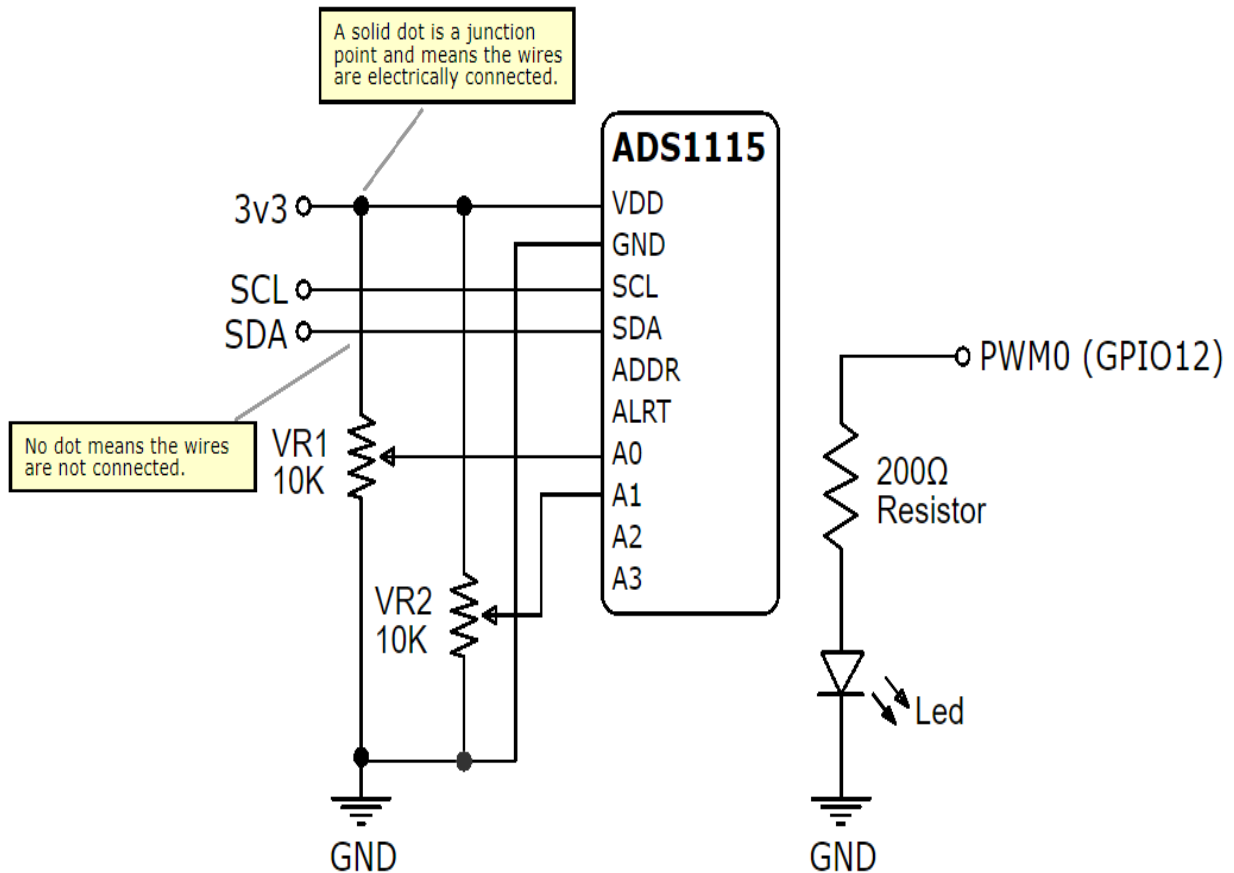 A solid dot is a junction
point and means the wires
are electrically connected.
ADS1115
3v3
VDD
GND
SCL
SCL
SDA
SDA
ADDR
ALRT
PWM0 (GPIO12)
No dot means the wires
are not connected.
VR1
10K
A0
A1
A2
A3
200Ω
Resistor
VR2
10K
Led
GND
GND